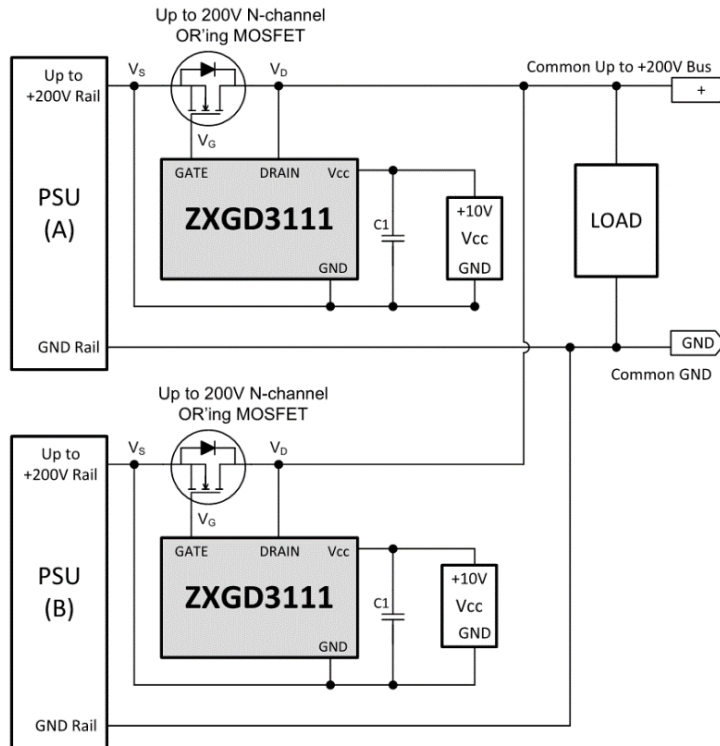 Up to 200V N-channel
OR'ing MOSFET
Up to
+200V Rail
VS
VD
Common Up to +200V Bus
+
VG
GATE
DRAIN
Vcc
PSU
(A)
ZXGD3111
C1
+10V
Vcc
GND
LOAD
GND
GND Rail
GND
Common GND
Up to 200V N-channel
OR'ing MOSFET
Up to
+200V Rail
VS
VD
VG
GATE
DRAIN
Vcc
PSU
(B)
ZXGD3111
C1
+10V
Vcc
GND
GND
GND Rail